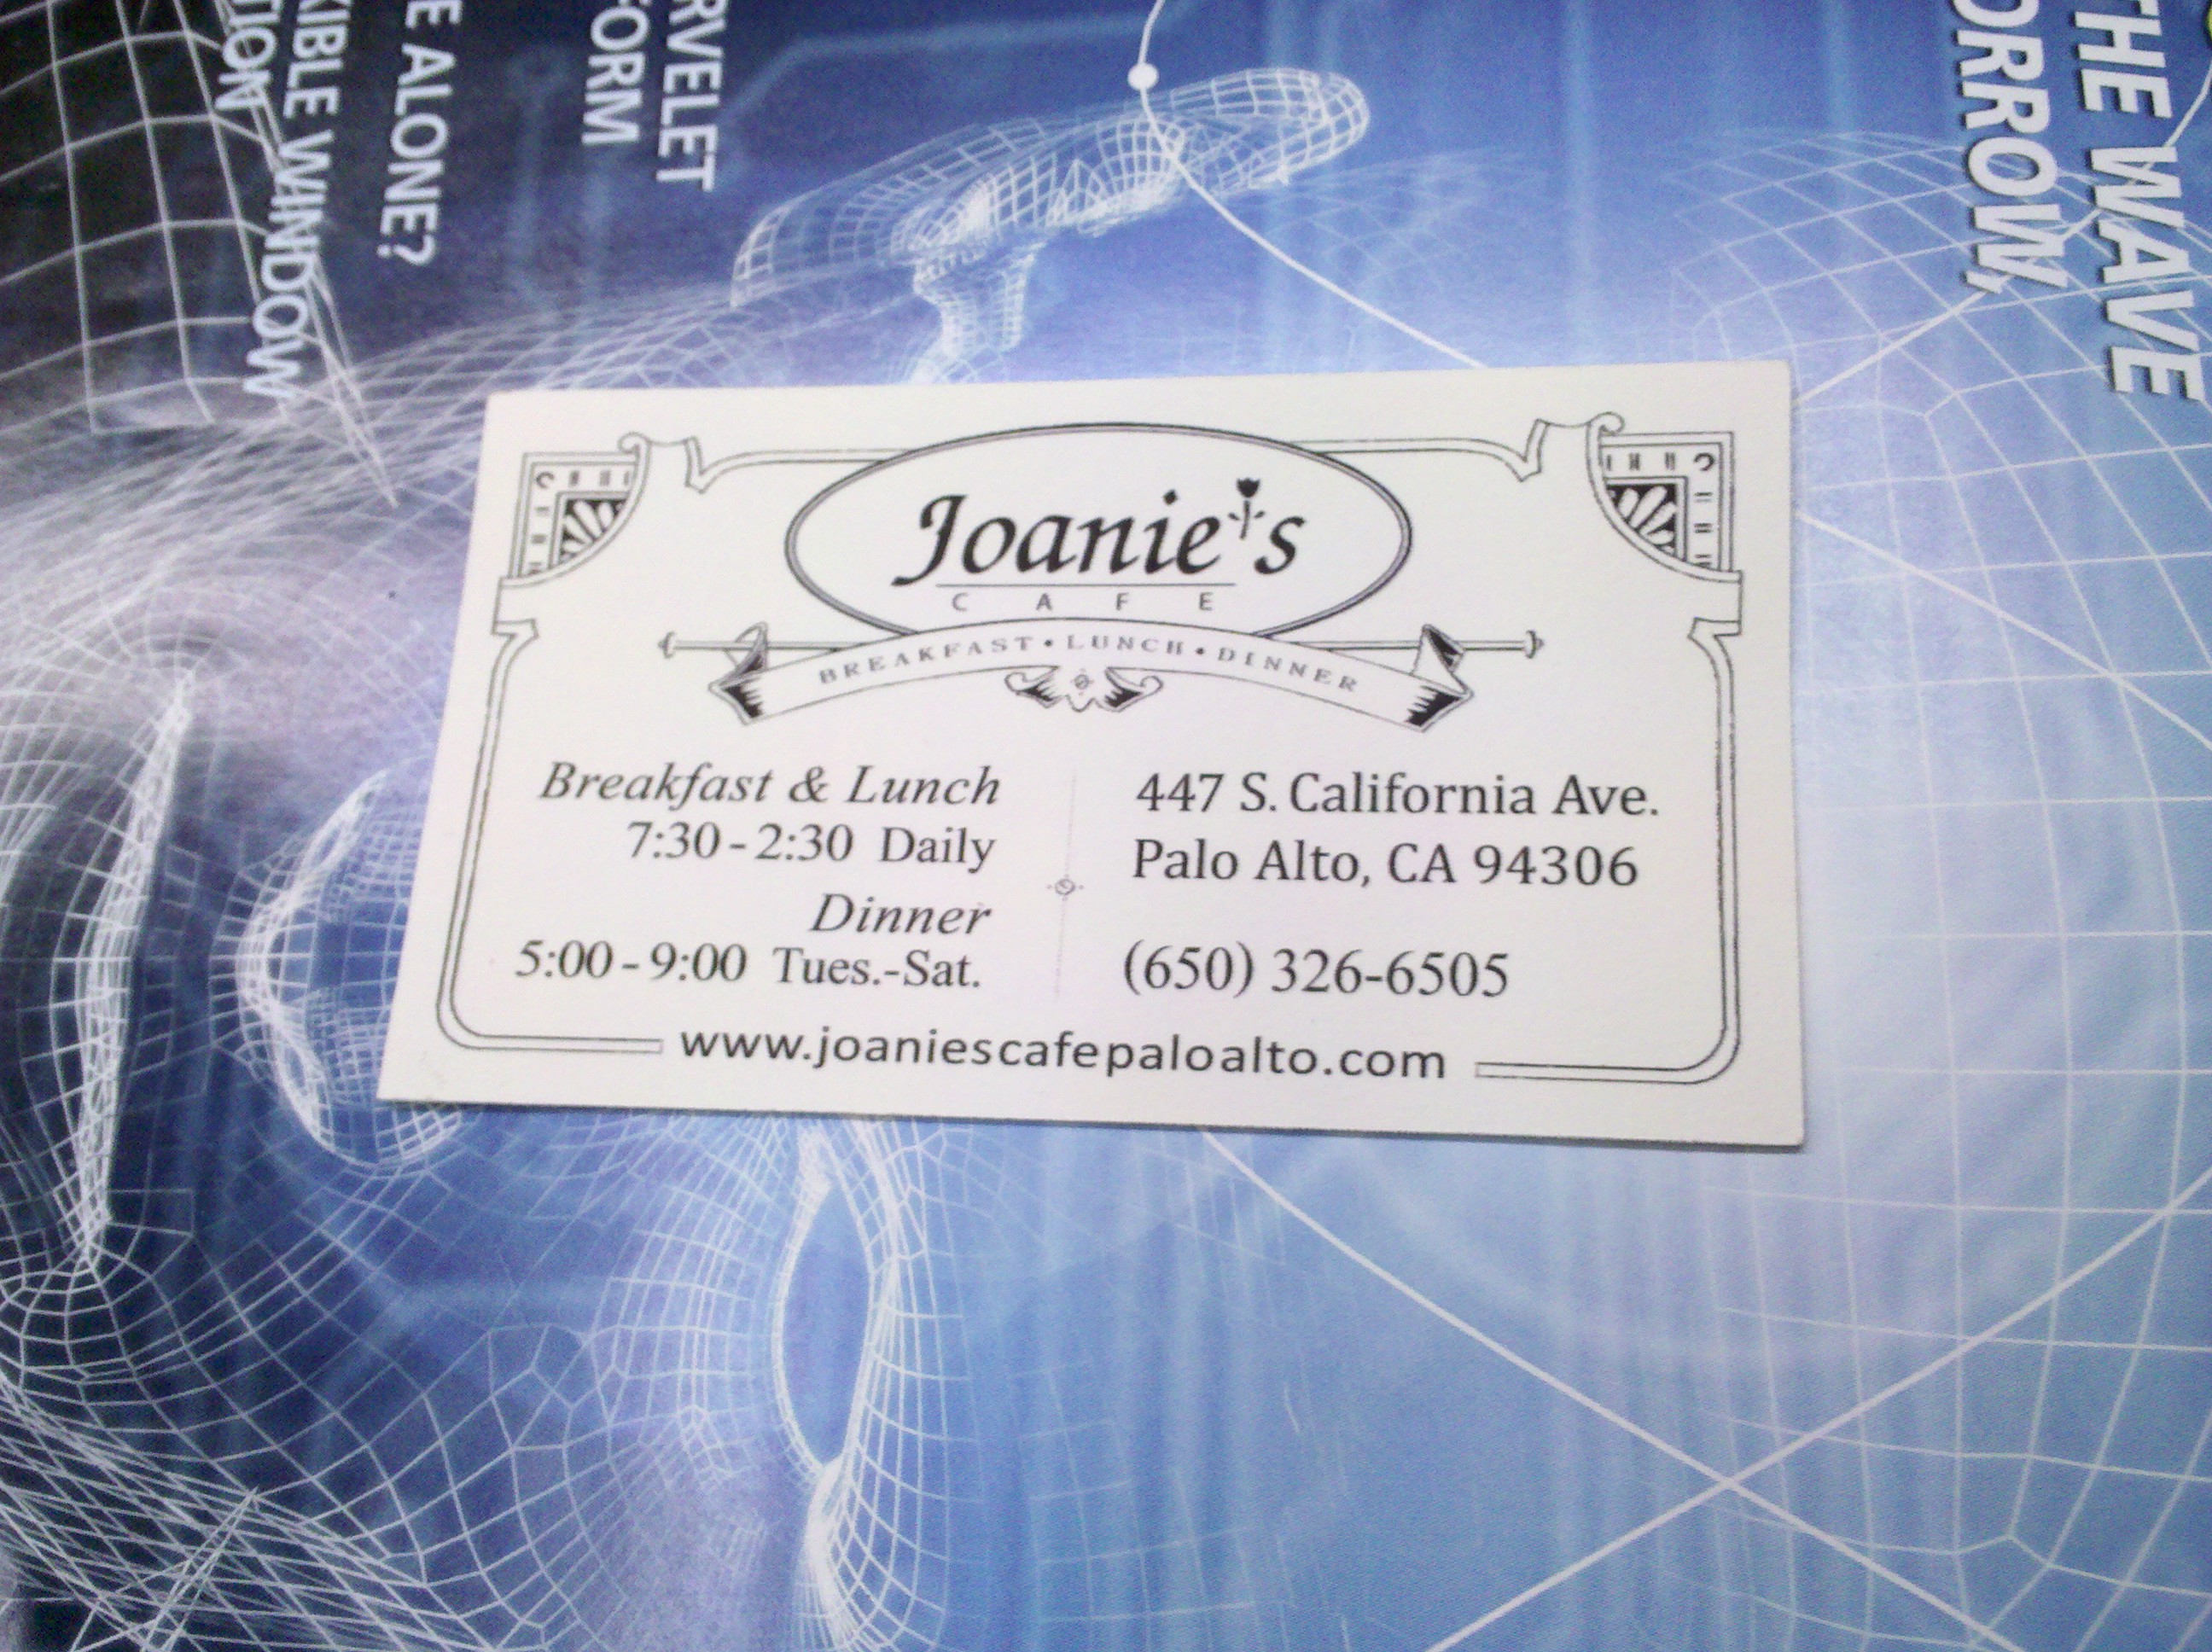 Joanie's
CAFE
BREAKFAST • LUNCH • DINNER
Breakfast & Lunch
7:30-2:30 Daily
Dinner
5:00-9:00 Tues.-Sat.
447 S. California Ave.
Palo Alto, CA 94306
(650) 326-6505
www.joaniescafepaloalto.com
THE WAVE
ORROW,
RVELET
FORM
E ALONE?
XIBLE WINDOW
TION